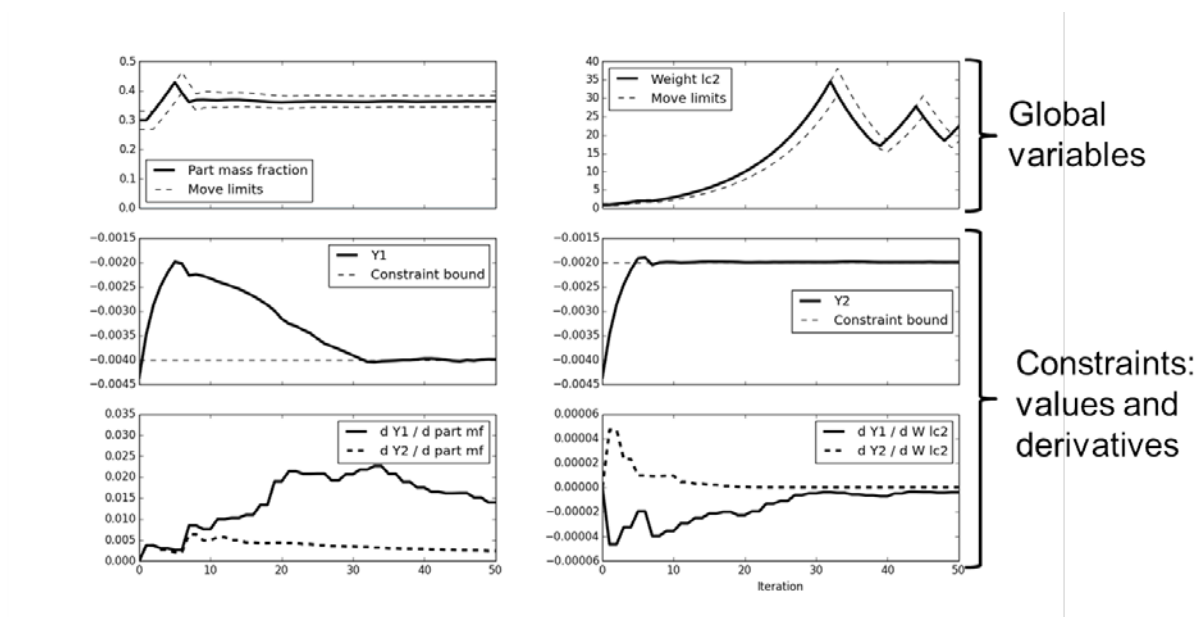 0.5
0.4
0.3
0.2
0.1
0.0
Part mass fraction
Move limits
40
35
30
25
20
15
10
5
0
Weight lc2
Move limits
Global
variables
−0.0015
−0.0020
−0.0025
−0.0030
−0.0035
−0.0040
−0.0045
Y1
Constraint bound
−0.0015
−0.0020
−0.0025
−0.0030
−0.0035
−0.0040
−0.0045
Y2
Constraint bound
Constraints:
values and
derivatives
0.035
0.030
0.025
0.020
0.015
0.010
0.005
0.000
d Y1 / d part mf
d Y2 / d part mf
0 10 20 30 40 50
0.00006
0.00004
0.00002
0.00000
−0.00002
−0.00004
−0.00006
d Y1 / d W lc2
d Y2 / d W lc2
0 10 20 30 40 50
Iteration